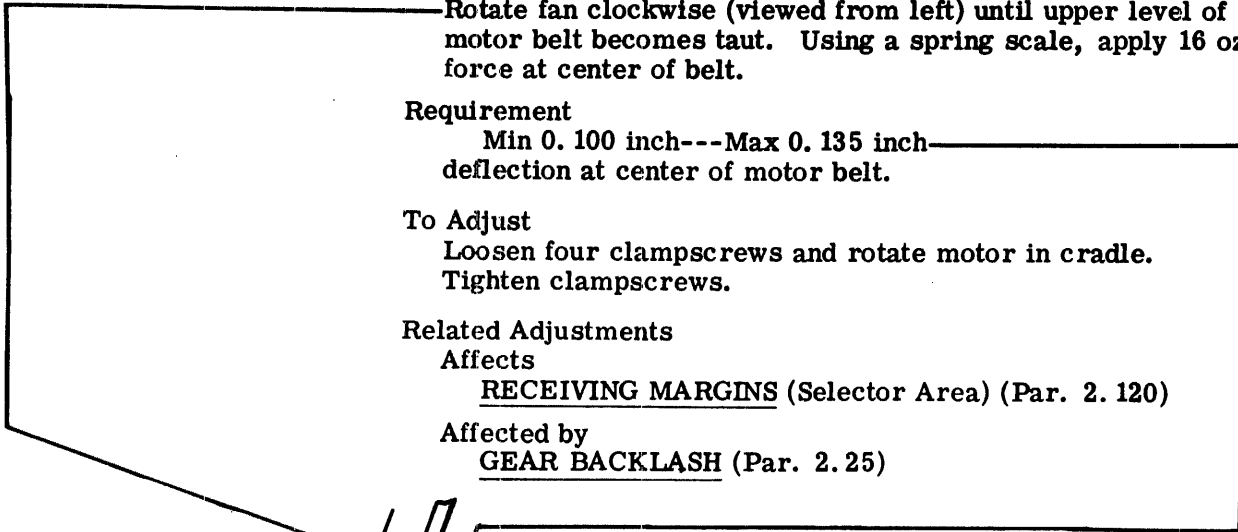 Rotate fan clockwise (viewed from left) until upper level of
motor belt becomes taut. Using a spring scale, apply 16 oz
force at center of belt.
Requirement
Min 0. 100 inch---Max 0. 135 inch
deflection at center of motor belt.
To Adjust
Loosen four clampscrews and rotate motor in cradle.
Tighten clampscrews.
Related Adjustments
Affects
RECEIVING MARGINS (Selector Area) (Par. 2. 120)
Affected by
GEAR BACKLASH (Par. 2.25)